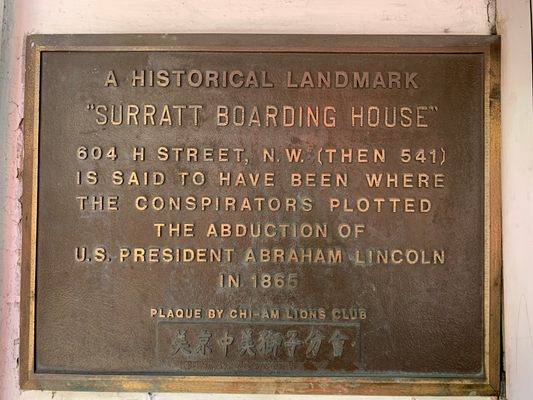 A HISTORICAL LANDMARK
"SURRATT BOARDING HOUSE"
604 H STREET, N.W. (THEN 541)
IS SAID TO HAVE BEEN WHERE
THE CONSPIRATORS PLOTTED
THE ABDUCTION OF
U.S. PRESIDENT ABRAHAM LINCOLN
IN 1865
PLAQUE BY CHI-AM LIONS CLUB
美京中美獅子分會